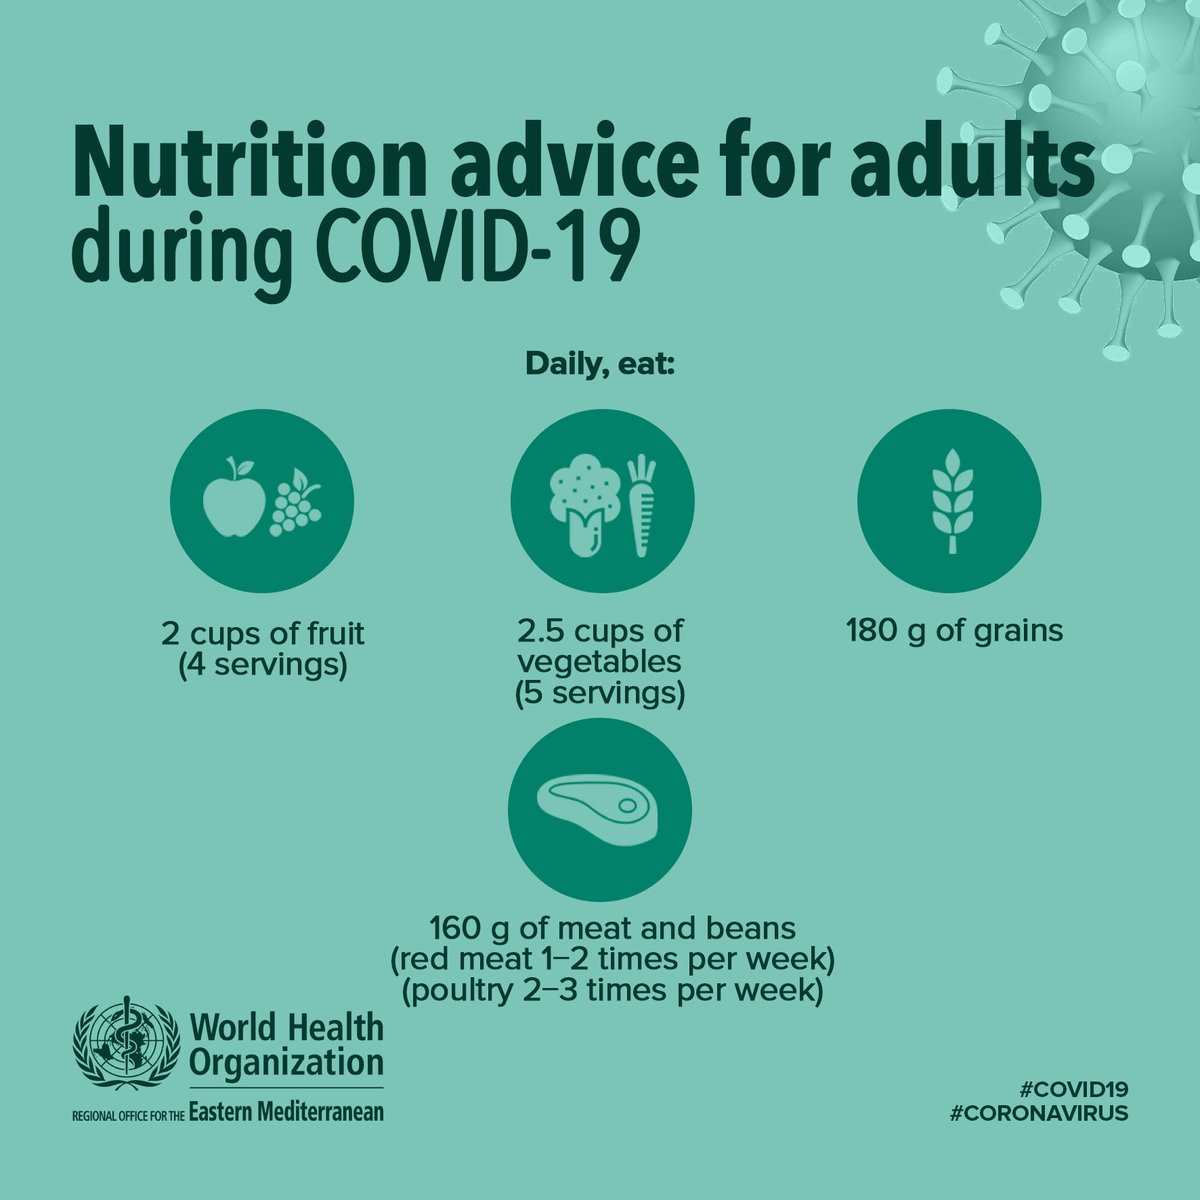 Nutrition advice for adults
during COVID-19
Daily, eat:
2 cups of fruit
(4 servings)
2.5 cups of
vegetables
(5 servings)
180 g of grains
160 g of meat and beans
(red meat 1–2 times per week)
(poultry 2–3 times per week)
World Health
Organization
REGIONAL OFFICE FOR THE Eastern Mediterranean
#COVID19
#CORONAVIRUS